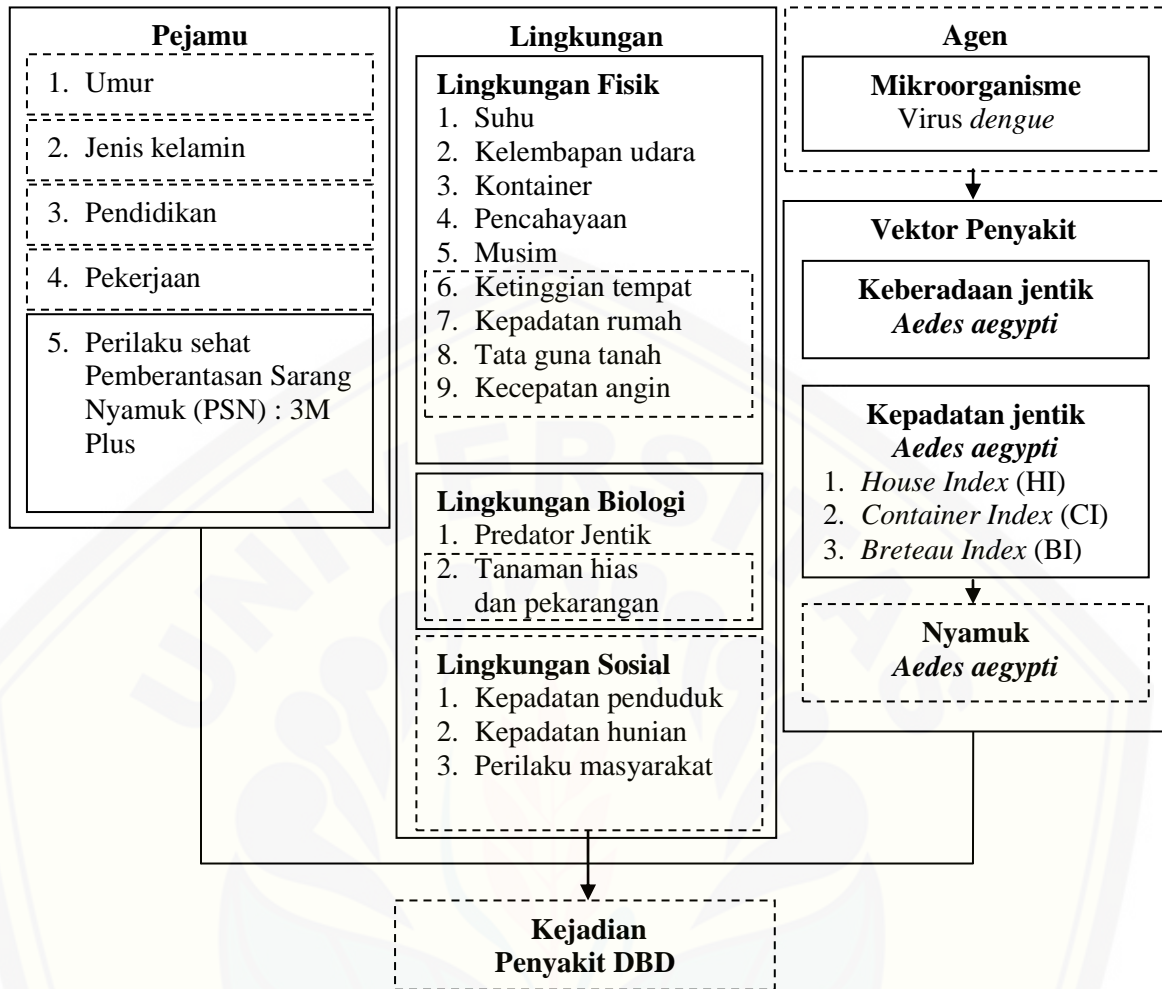 Pejamu
1. Umur
2. Jenis kelamin
3. Pendidikan
4. Pekerjaan
5. Perilaku sehat
Pemberantasan Sarang
Nyamuk (PSN) : 3M
Plus
Lingkungan
Lingkungan Fisik
1. Suhu
2. Kelembapan udara
3. Kontainer
4. Pencahayaan
5. Musim
6. Ketinggian tempat
7. Kepadatan rumah
8. Tata guna tanah
9. Kecepatan angin
Lingkungan Biologi
1. Predator Jentik
2. Tanaman hias
dan pekarangan
Lingkungan Sosial
1. Kepadatan penduduk
2. Kepadatan hunian
3. Perilaku masyarakat
Agen
Mikroorganisme
Virus dengue
Vektor Penyakit
Keberadaan jentik
Aedes aegypti
Kepadatan jentik
Aedes aegypti
1. House Index (HI)
2. Container Index (CI)
3. Breteau Index (BI)
Nyamuk
Aedes aegypti
Kejadian
Penyakit DBD
UNIVERSITAS